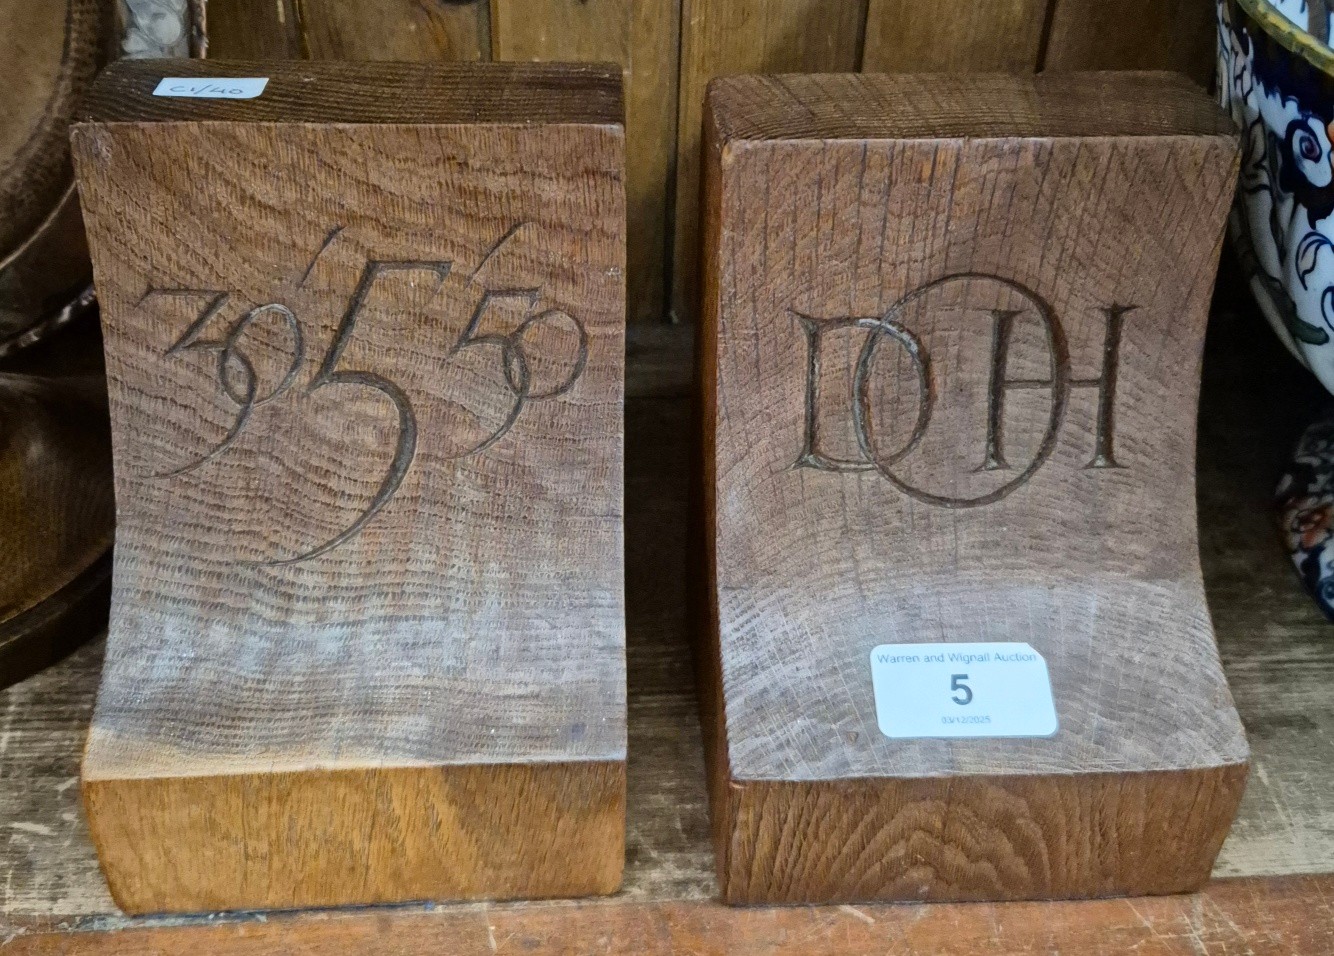 C1/40
30/5/50
DOH
Warren and Wignall Auction
5
03/12/2025